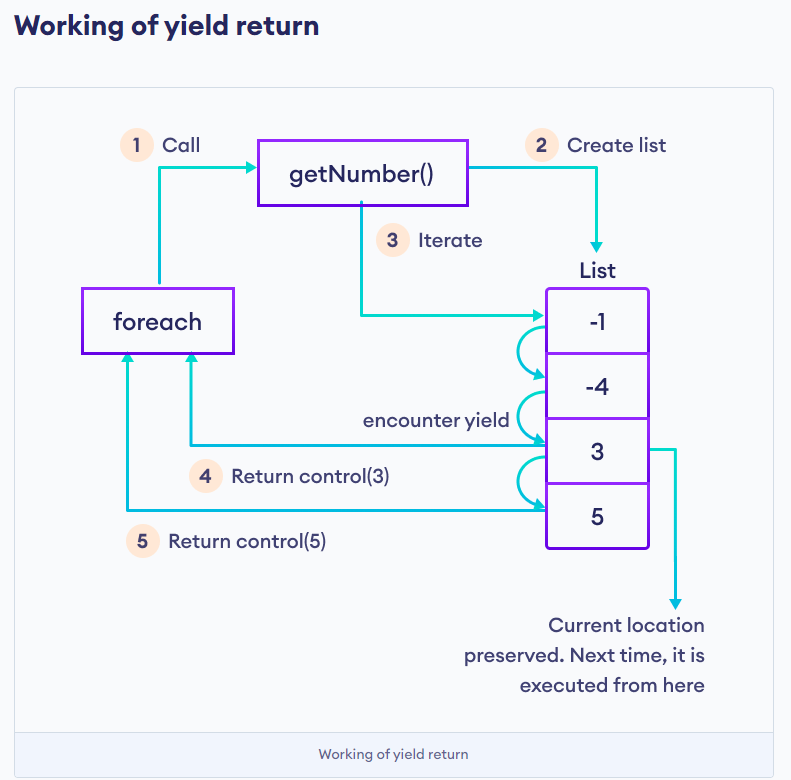 Working of yield return
1 Call
getNumber()
2 Create list
3 Iterate
List
foreach
-1
-4
encounter yield
3
4 Return control(3)
5
5 Return control(5)
Current location
preserved. Next time, it is
executed from here
Working of yield return